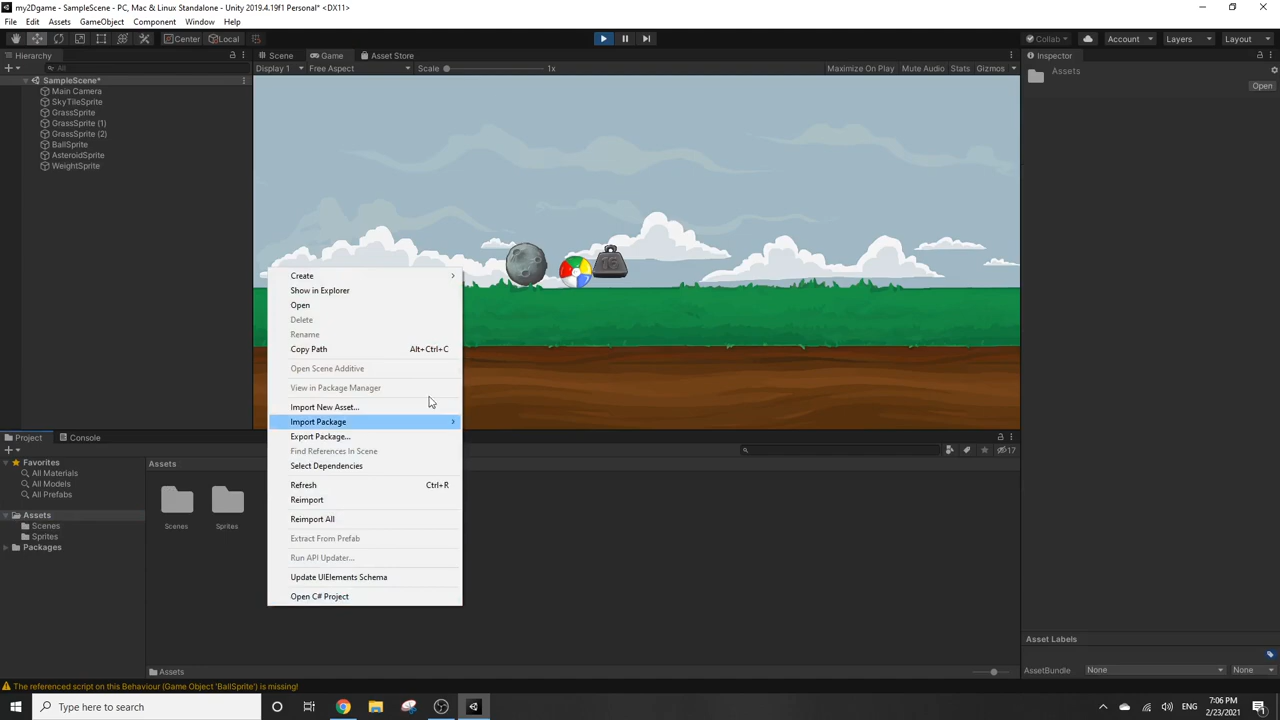 my2Dgame - SampleScene - PC, Mac & Linux Standalone - Unity 2019.4.19f1 Personal* <DX11>
File Edit Assets GameObject Component Window Help
Center Local Collab Account Layers Layout
Hierarchy Scene Game Asset Store Inspector
All Display 1 Free Aspect Scale 1x Maximize On Play Mute Audio Stats Gizmos Assets
SampleScene*
Open
Main Camera
SkyTileSprite
GrassSprite
GrassSprite (1)
GrassSprite (2)
BallSprite
AsteroidSprite
WeightSprite
16
Create
Show in Explorer
Open
Delete
Rename
Copy Path Alt+Ctrl+C
Open Scene Additive
View in Package Manager
Import New Asset...
Import Package
Export Package...
Find References In Scene
Select Dependencies
Refresh Ctrl+R
Reimport
Reimport All
Extract From Prefab
Run API Updater...
Update UIElements Schema
Open C# Project
Project Console
17
Favorites
All Materials
All Models
All Prefabs
Assets
Scenes
Sprites
Packages
Assets
Scenes Sprites
Assets
Asset Labels
AssetBundle None None
The referenced script on this Behaviour (Game Object 'BallSprite') is missing!
Type here to search
ENG
7:06 PM
2/23/2021
1